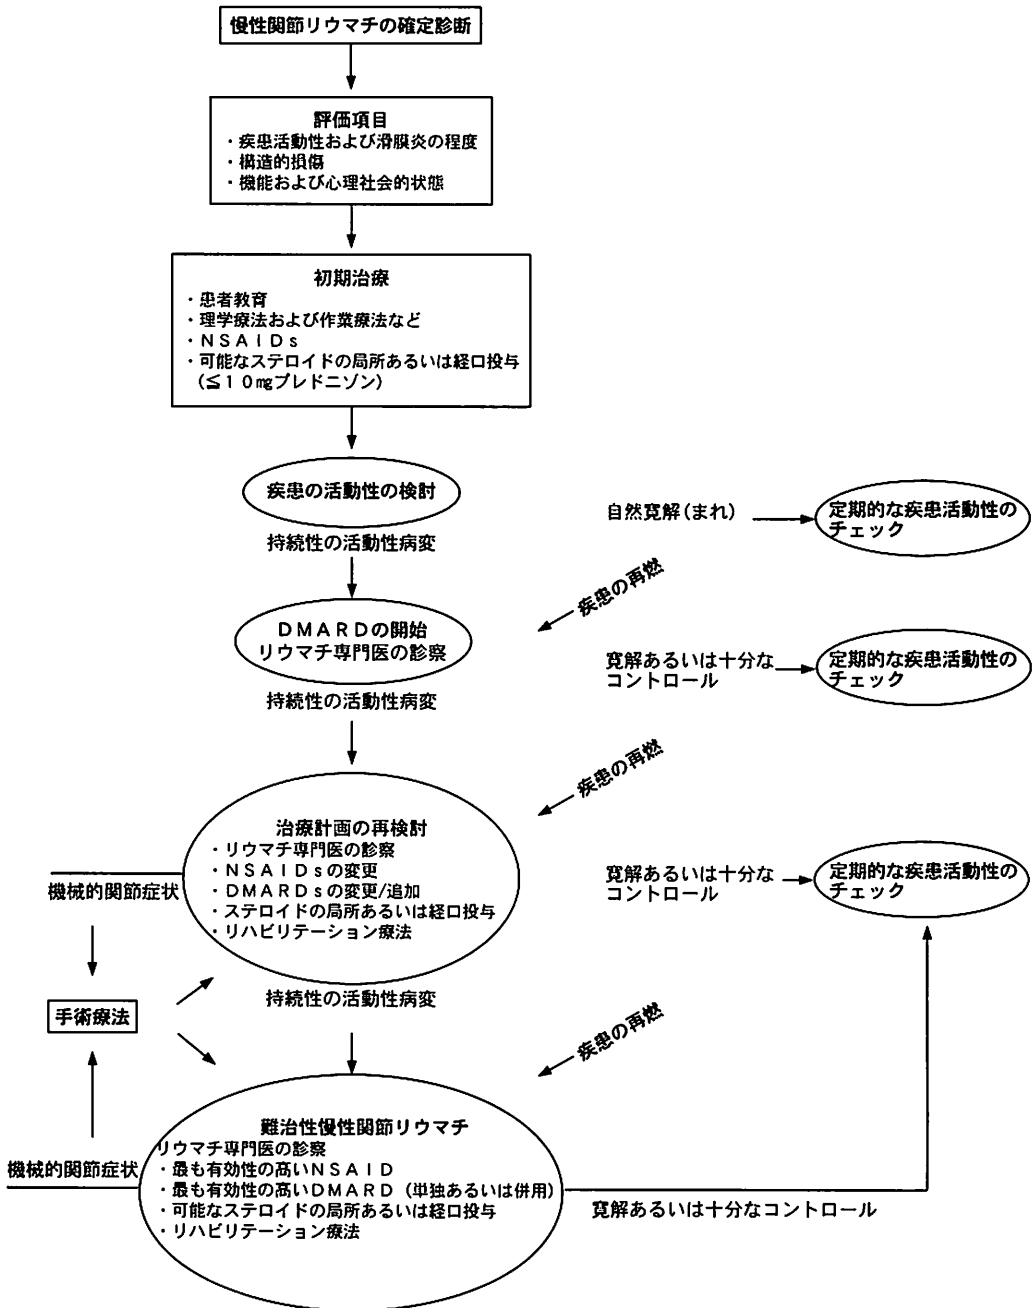 慢性関節リウマチの確定診断
評価項目
・疾患活動性および滑膜炎の程度
・構造的損傷
・機能および心理社会的状態
初期治療
・患者教育
・理学療法および作業療法など
・ＮＳＡＩＤｓ
・可能なステロイドの局所あるいは経口投与
(≦１０㎎プレドニゾン)
疾患の活動性の検討
持続性の活動性病変
自然寛解(まれ)
定期的な疾患活動性の
チェック
疾患の再燃
ＤＭＡＲＤの開始
リウマチ専門医の診察
持続性の活動性病変
寛解あるいは十分な
コントロール
定期的な疾患活動性の
チェック
疾患の再燃
治療計画の再検討
・リウマチ専門医の診察
・ＮＳＡＩＤｓの変更
・ＤＭＡＲＤｓの変更/追加
・ステロイドの局所あるいは経口投与
・リハビリテーション療法
機械的関節症状
寛解あるいは十分な
コントロール
定期的な疾患活動性の
チェック
持続性の活動性病変
手術療法
疾患の再燃
難治性慢性関節リウマチ
リウマチ専門医の診察
・最も有効性の高いＮＳＡＩＤ
・最も有効性の高いＤＭＡＲＤ（単独あるいは併用）
・可能なステロイドの局所あるいは経口投与
・リハビリテーション療法
機械的関節症状
寛解あるいは十分なコントロール